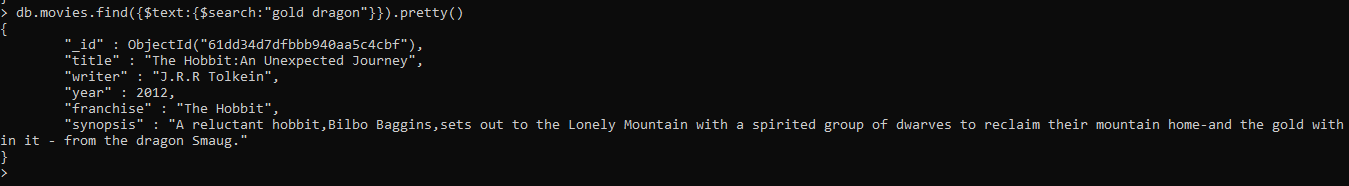 > db.movies.find({$text:{$search:"gold dragon"}}).pretty()
{
        "_id" : ObjectId("61dd34d7dfbbb940aa5c4cbf"),
        "title" : "The Hobbit:An Unexpected Journey",
        "writer" : "J.R.R Tolkein",
        "year" : 2012,
        "franchise" : "The Hobbit",
        "synopsis" : "A reluctant hobbit,Bilbo Baggins,sets out to the Lonely Mountain with a spirited group of dwarves to reclaim their mountain home-and the gold with
in it - from the dragon Smaug."
}
>